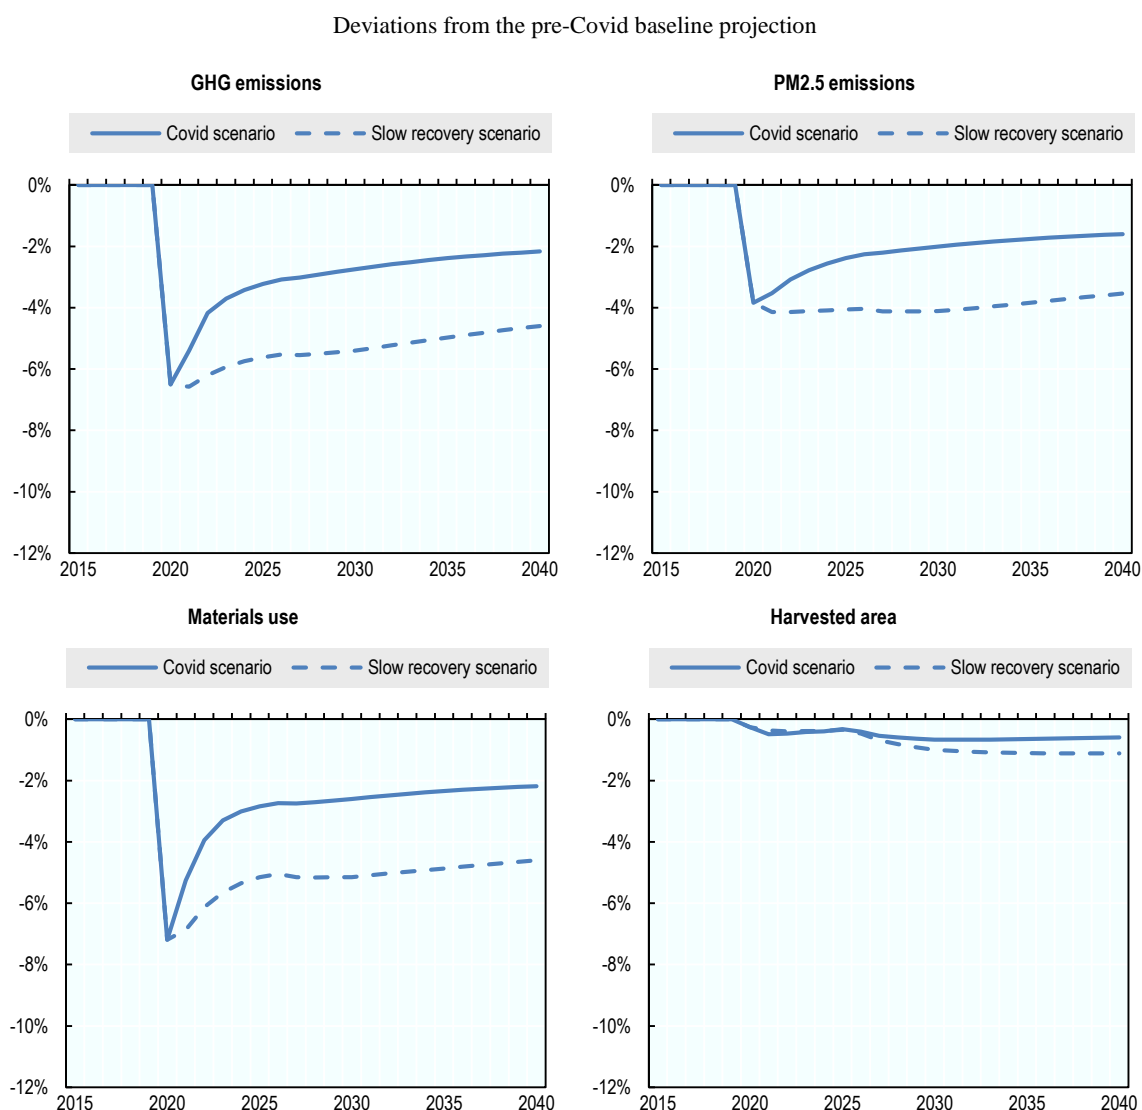 Deviations from the pre-Covid baseline projection
GHG emissions
Covid scenario Slow recovery scenario
0%
-2%
-4%
-6%
-8%
-10%
-12%
2015 2020 2025 2030 2035 2040
PM2.5 emissions
Covid scenario Slow recovery scenario
0%
-2%
-4%
-6%
-8%
-10%
-12%
2015 2020 2025 2030 2035 2040
Materials use
Covid scenario Slow recovery scenario
0%
-2%
-4%
-6%
-8%
-10%
-12%
2015 2020 2025 2030 2035 2040
Harvested area
Covid scenario Slow recovery scenario
0%
-2%
-4%
-6%
-8%
-10%
-12%
2015 2020 2025 2030 2035 2040